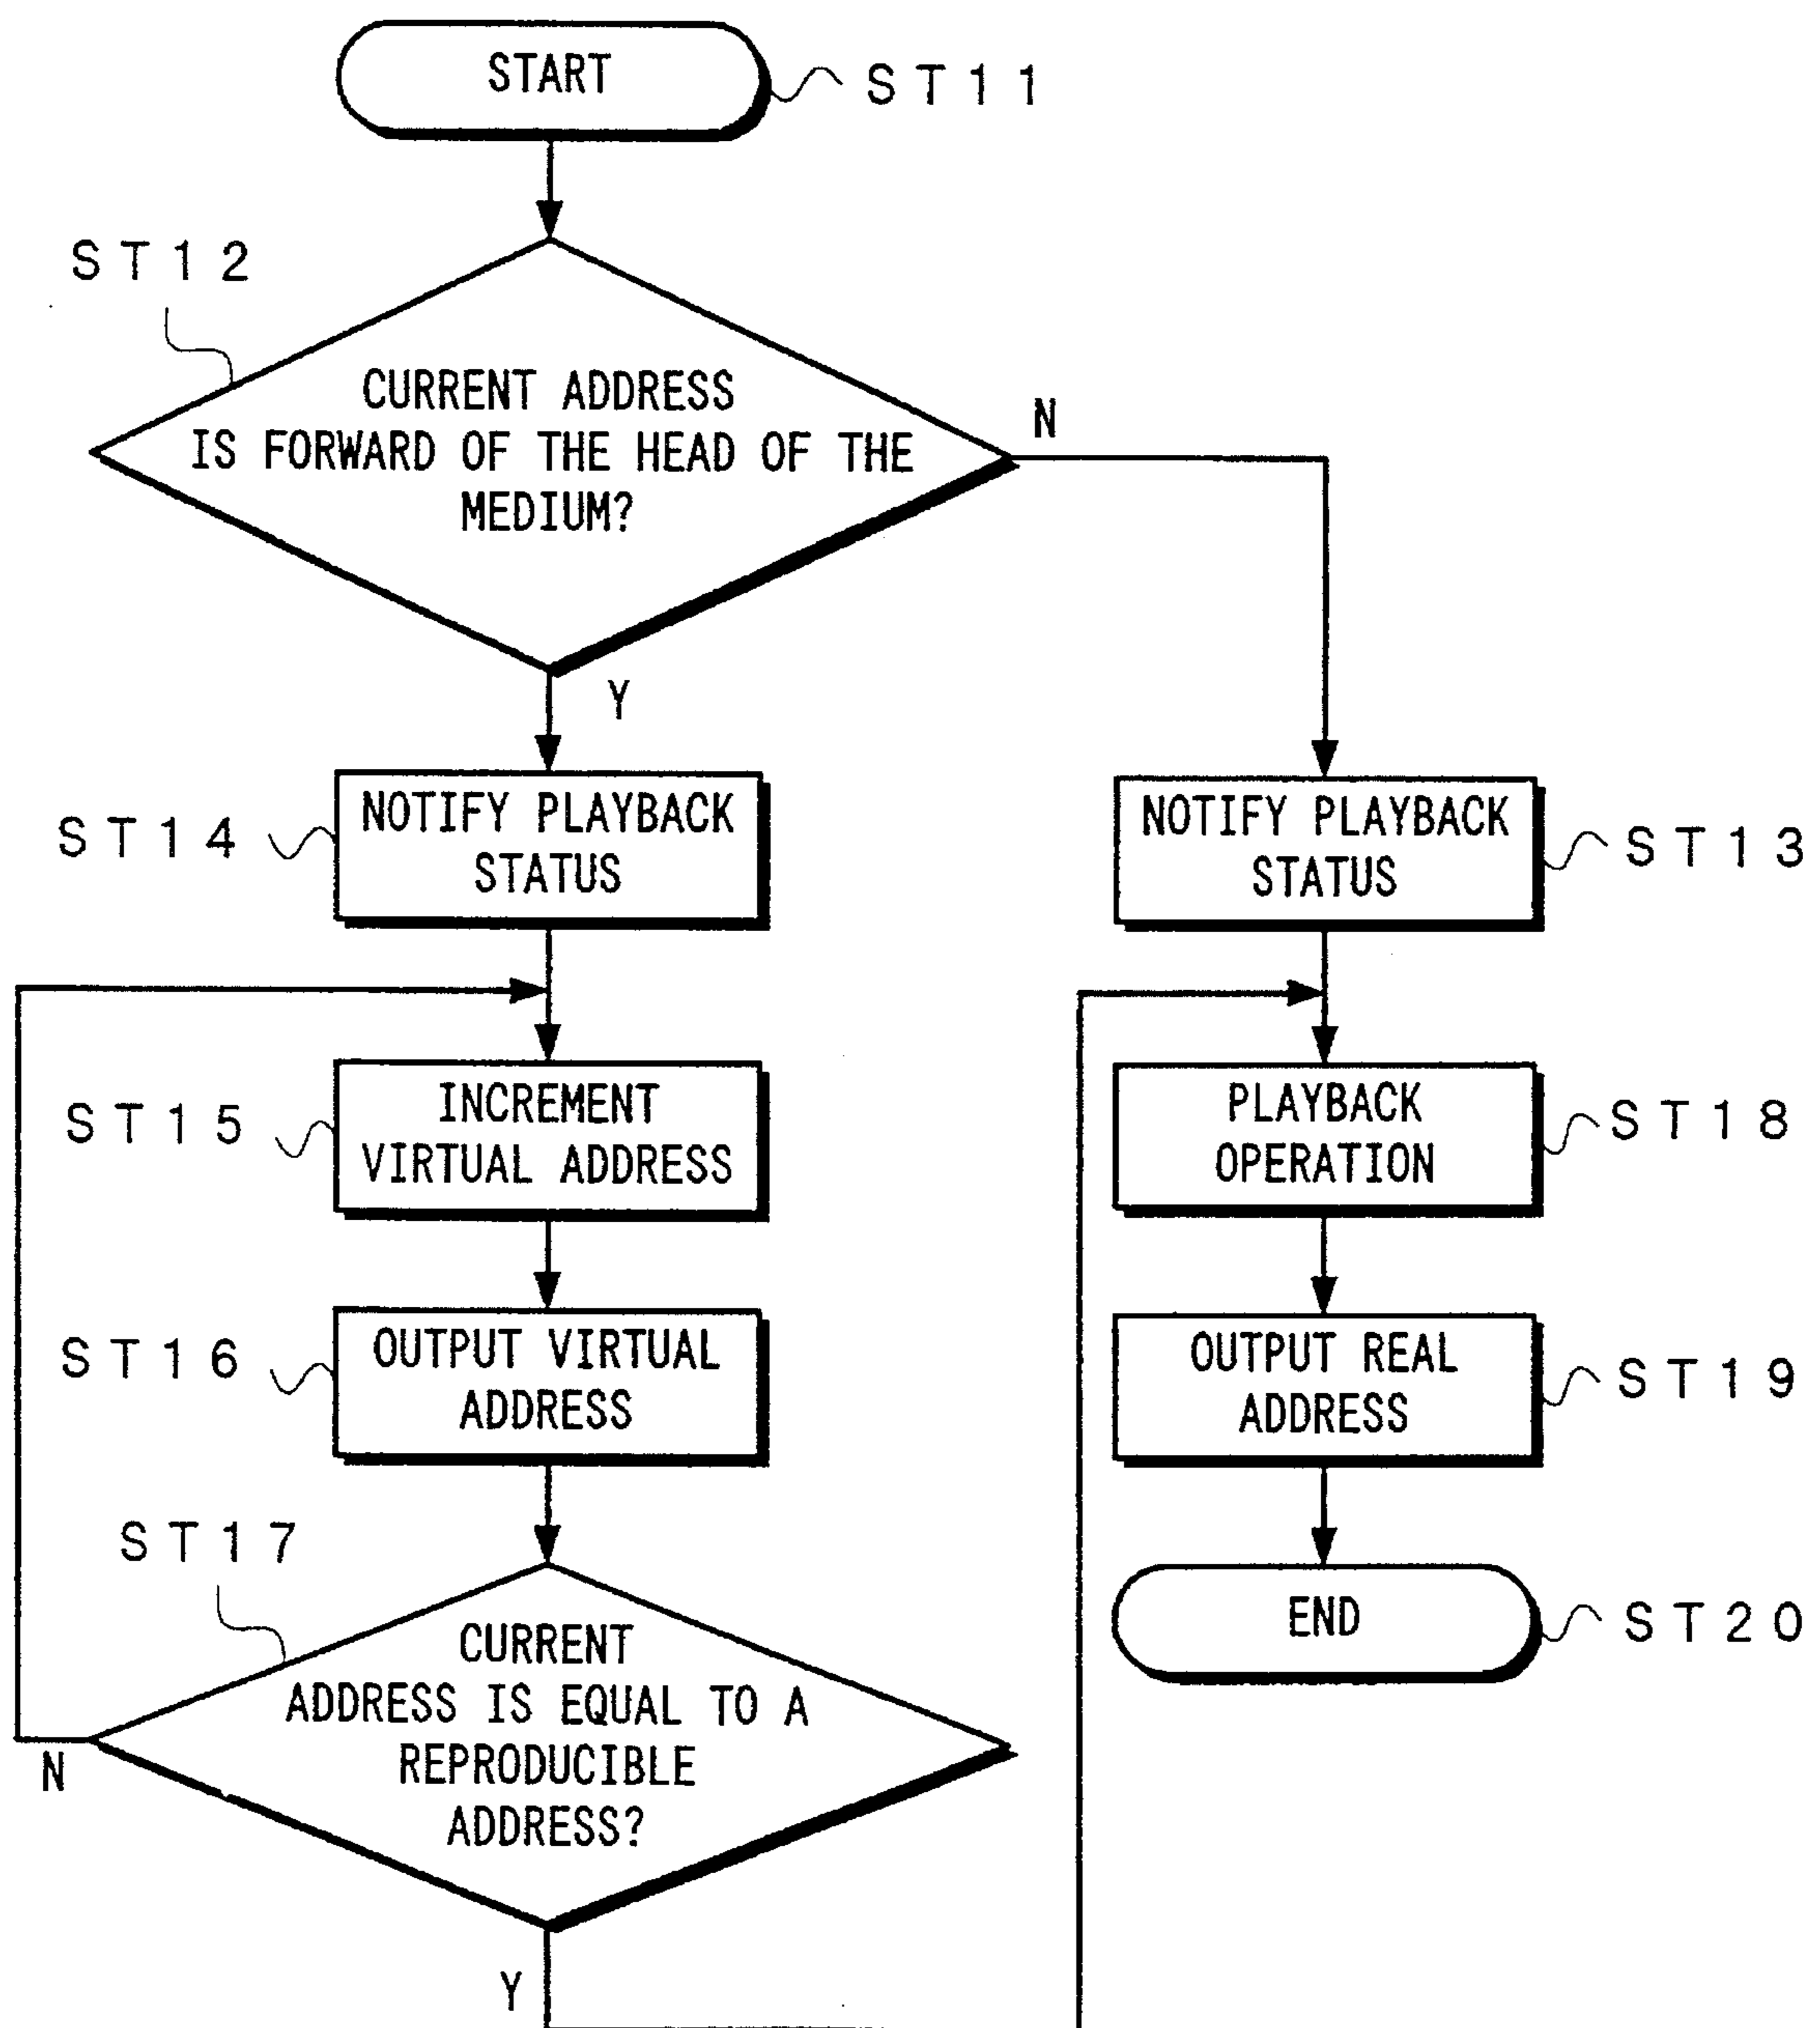 START
ST11
ST12
CURRENT ADDRESS
IS FORWARD OF THE HEAD OF THE
MEDIUM?
N
Y
NOTIFY PLAYBACK
STATUS
ST14
NOTIFY PLAYBACK
STATUS
ST13
INCREMENT
VIRTUAL ADDRESS
ST15
PLAYBACK
OPERATION
ST18
OUTPUT VIRTUAL
ADDRESS
ST16
OUTPUT REAL
ADDRESS
ST19
ST17
CURRENT
ADDRESS IS EQUAL TO A
REPRODUCIBLE
ADDRESS?
N
Y
END
ST20